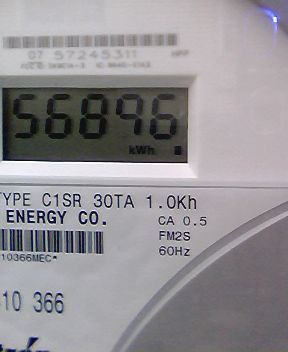 07 57245311
56896
kWh
TYPE C1SR 30TA 1.0Kh
ENERGY CO. CA 0.5
FM2S
10366MEC* 60Hz
10 366